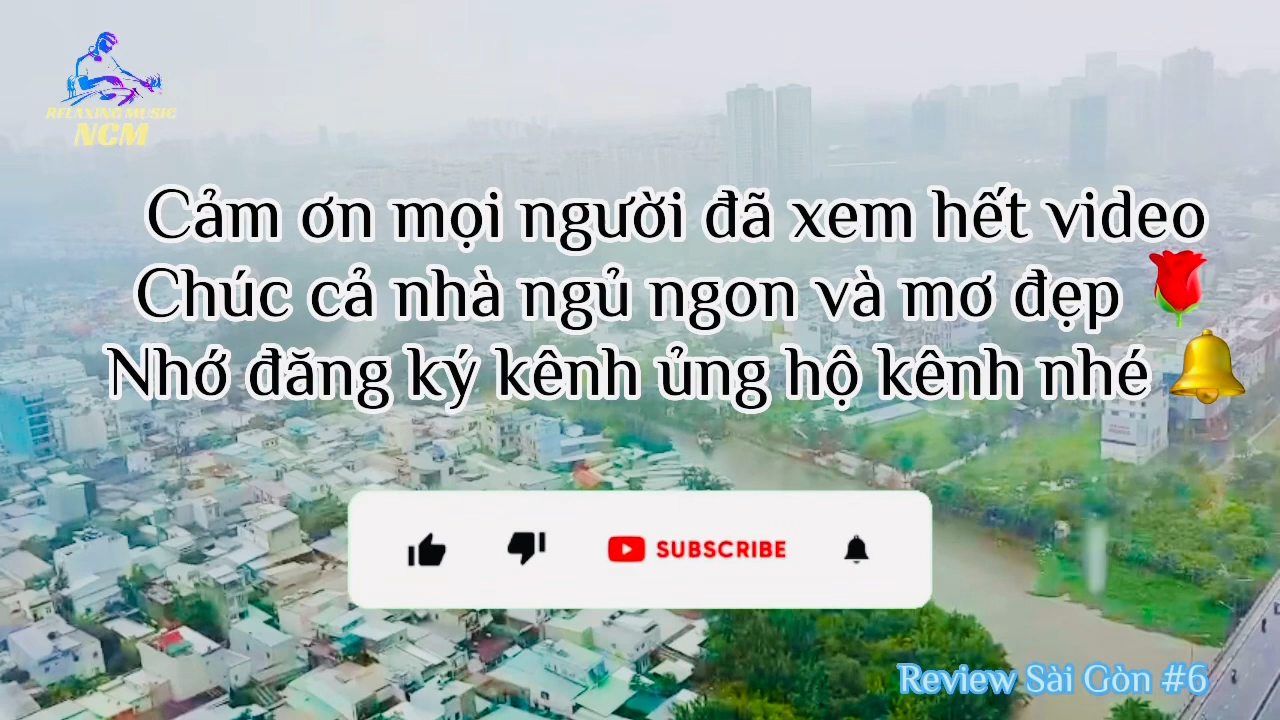 RELAXING MUSIC
NCM
Cảm ơn mọi người đã xem hết video
Chúc cả nhà ngủ ngon và mơ đẹp 🌹
Nhớ đăng ký kênh ủng hộ kênh nhé 🔔
SUBSCRIBE
Review Sài Gòn #6